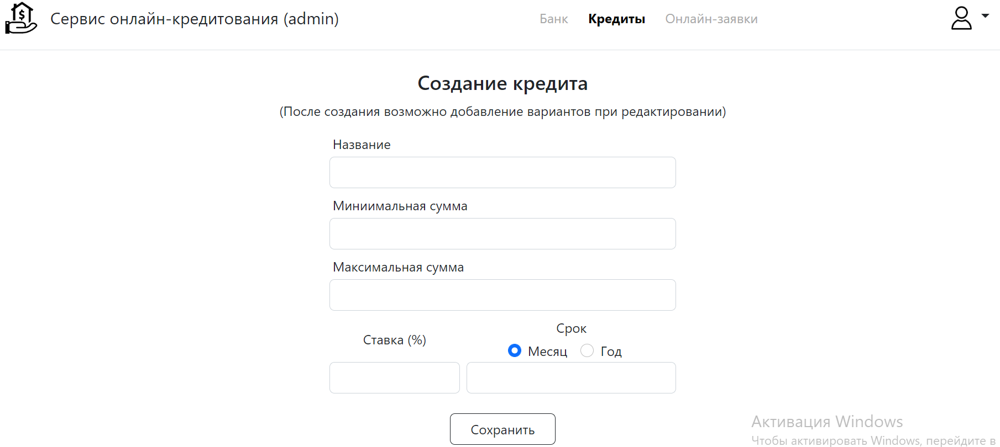 Сервис онлайн-кредитования (admin)
Банк Кредиты Онлайн-заявки
Создание кредита
(После создания возможно добавление вариантов при редактировании)
Название
Миниимальная сумма
Максимальная сумма
Ставка (%)
Срок
Месяц Год
Сохранить
Активация Windows
Чтобы активировать Windows, перейдите в